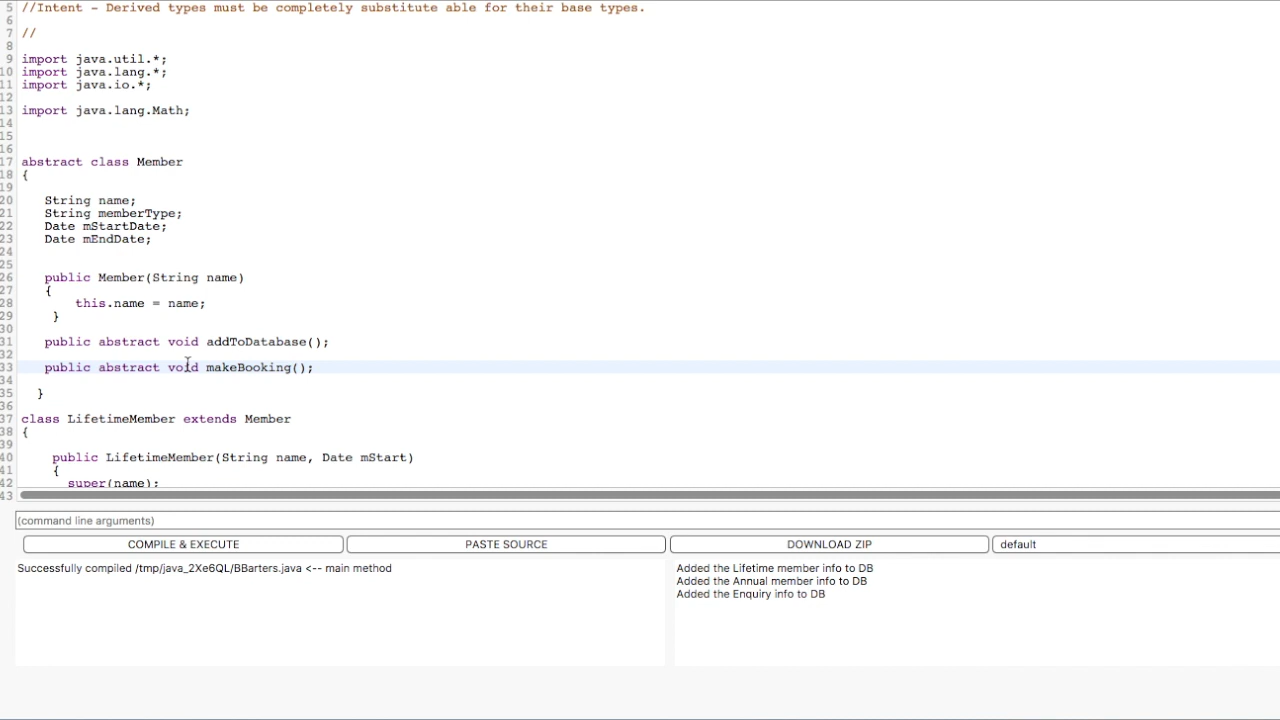 5 //Intent - Derived types must be completely substitute able for their base types.
6
7 //
8
9 import java.util.*;
10 import java.lang.*;
11 import java.io.*;
12
13 import java.lang.Math;
14
15
16
17 abstract class Member
18 {
19
20 String name;
21 String memberType;
22 Date mStartDate;
23 Date mEndDate;
24
25
26 public Member(String name)
27 {
28 this.name = name;
29 }
30
31 public abstract void addToDatabase();
32
33 public abstract void makeBooking();
34
35 }
36
37 class LifetimeMember extends Member
38 {
39
40 public LifetimeMember(String name, Date mStart)
41 {
42 super(name);
43
(command line arguments)
COMPILE & EXECUTE PASTE SOURCE DOWNLOAD ZIP default
Successfully compiled /tmp/java_2Xe6QL/BBarters.java <-- main method
Added the Lifetime member info to DB
Added the Annual member info to DB
Added the Enquiry info to DB